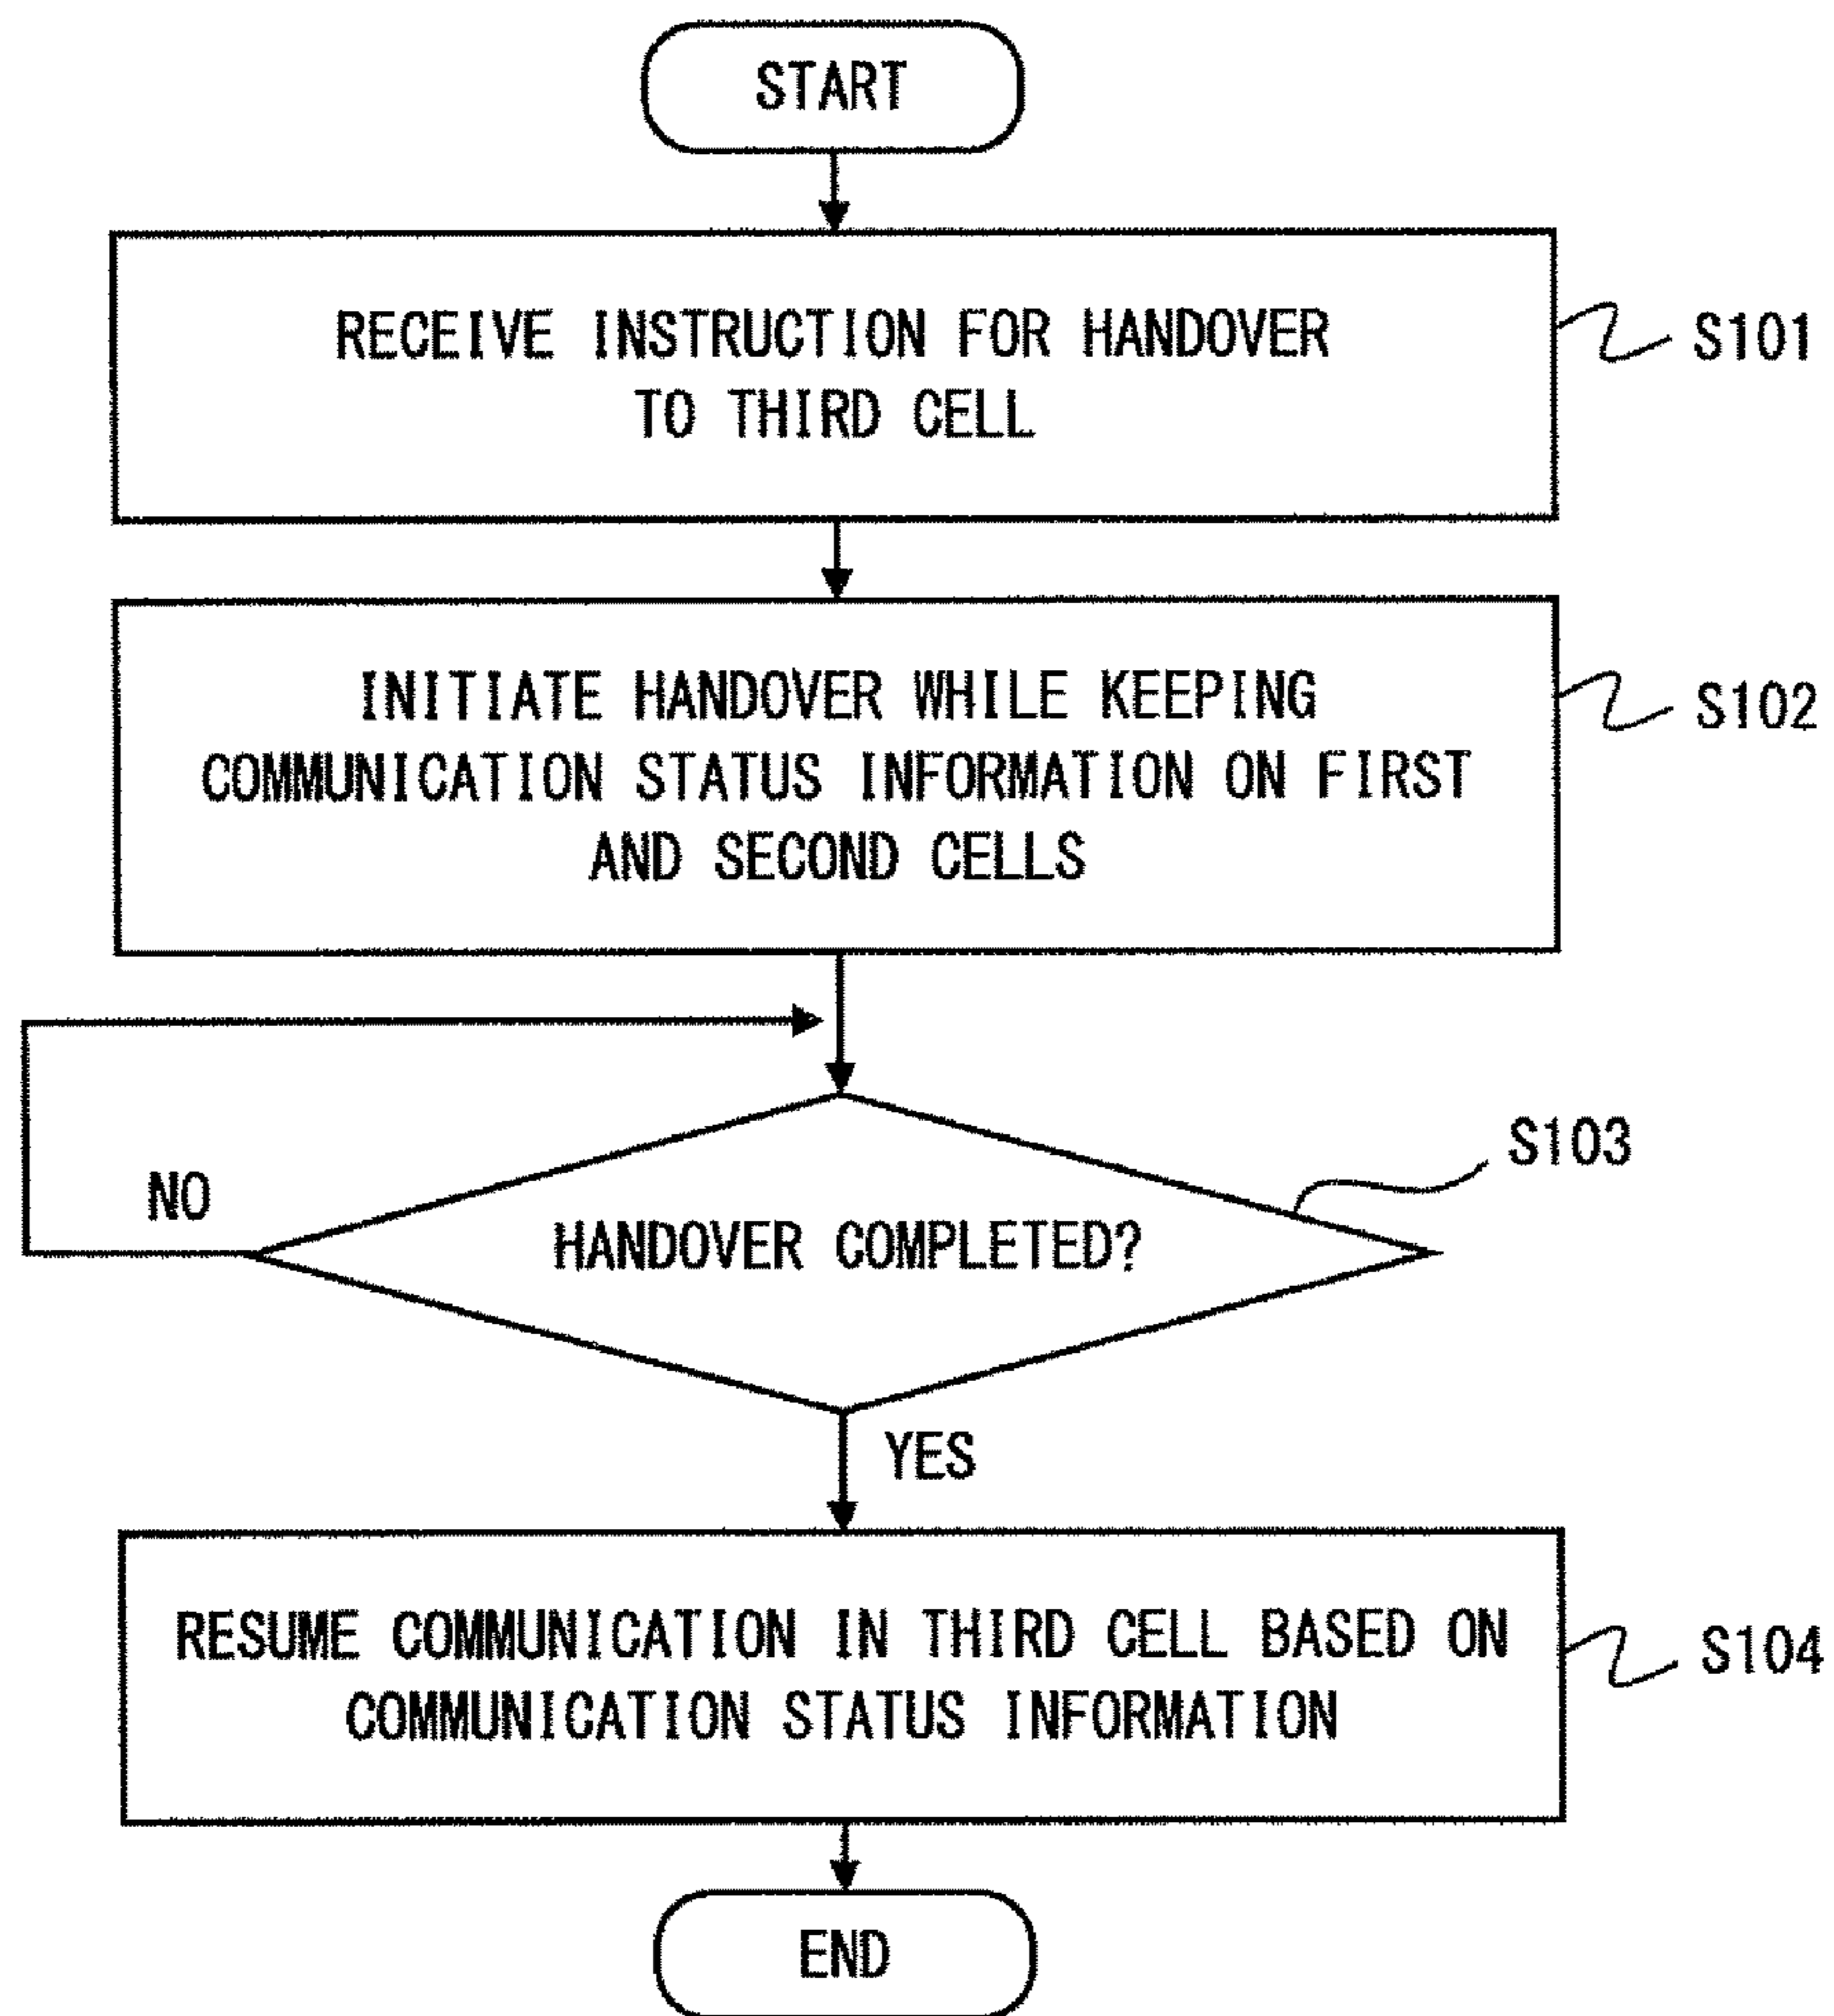 START
RECEIVE INSTRUCTION FOR HANDOVER
TO THIRD CELL
S101
INITIATE HANDOVER WHILE KEEPING
COMMUNICATION STATUS INFORMATION ON FIRST
AND SECOND CELLS
S102
S103
NO
HANDOVER COMPLETED?
YES
RESUME COMMUNICATION IN THIRD CELL BASED ON
COMMUNICATION STATUS INFORMATION
S104
END